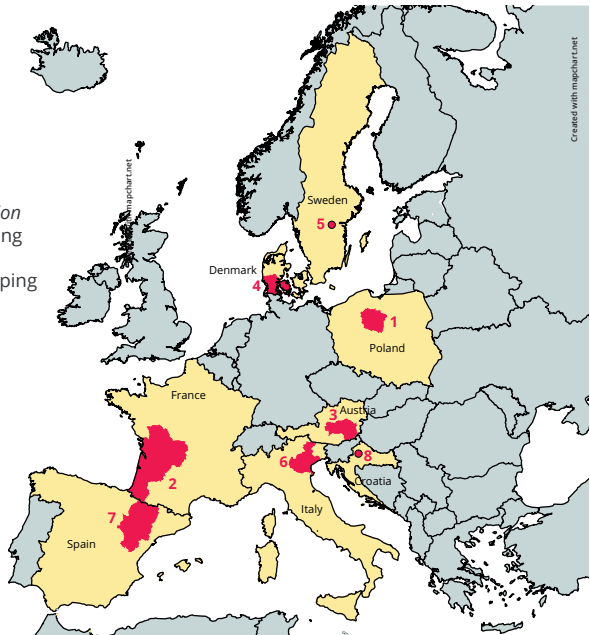 ion
ng
ping
Created with mapchart.net
mapchart.net
Sweden
5
Denmark
4
1
Poland
France
3
Austria
2
6
8
Croatia
7
Italy
Spain